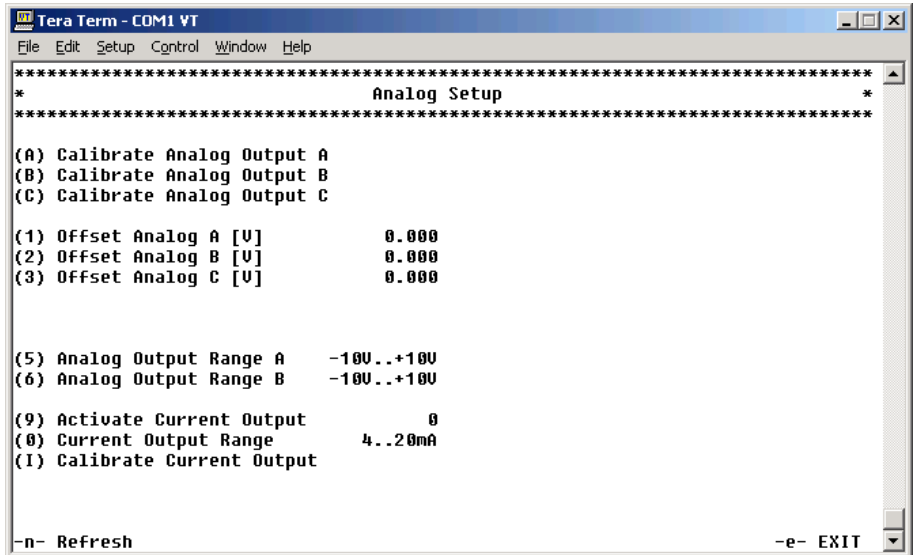 Tera Term - COM1 VT
File Edit Setup Control Window Help
********************************************************************************
* Analog Setup *
********************************************************************************
(A) Calibrate Analog Output A
(B) Calibrate Analog Output B
(C) Calibrate Analog Output C
(1) Offset Analog A [V] 0.000
(2) Offset Analog B [V] 0.000
(3) Offset Analog C [V] 0.000
(5) Analog Output Range A -10V..+10V
(6) Analog Output Range B -10V..+10V
(9) Activate Current Output 0
(0) Current Output Range 4..20mA
(I) Calibrate Current Output
-n- Refresh -e- EXIT